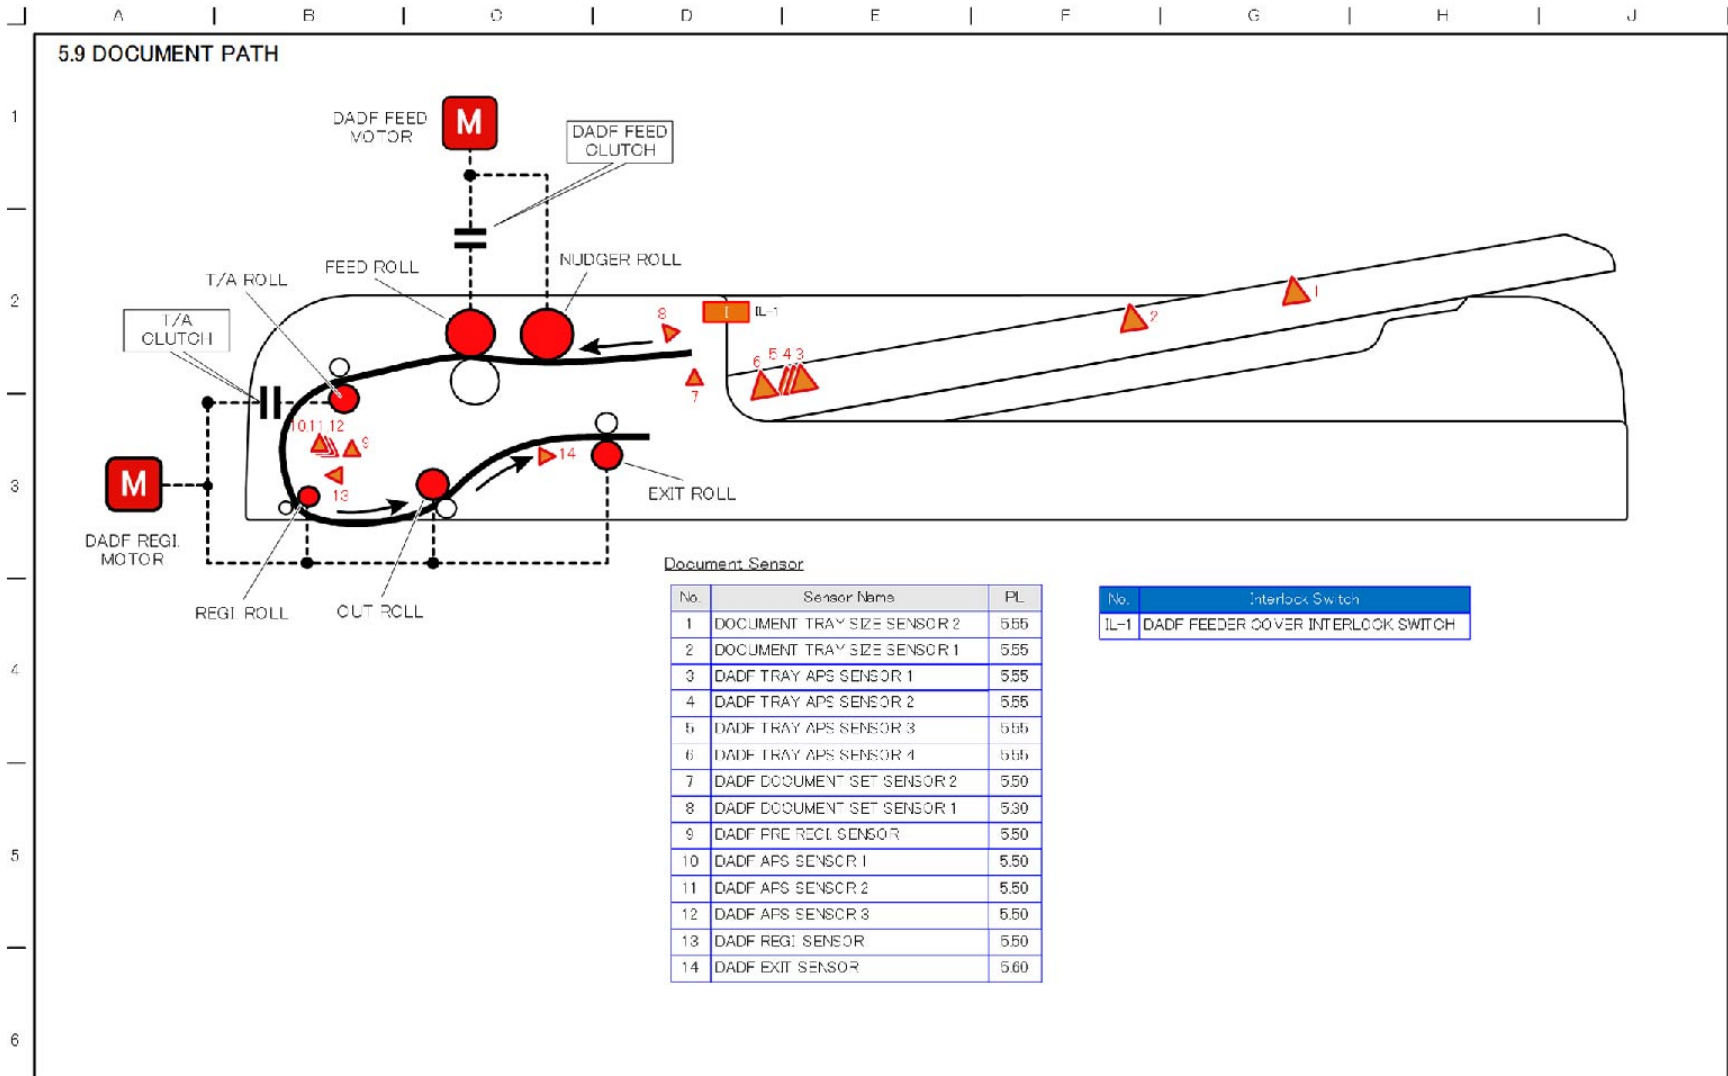 A B C D E F G H J
5.9 DOCUMENT PATH
1
2
3
4
5
6
DADF FEED
MOTOR
M
DADF FEED
CLUTCH
T/A ROLL
FEED ROLL
NUDGER ROLL
T/A
CLUTCH
8
I IL-1
1
2
6 5 4 3
7
10 11 12
9
13
14
M
DADF REGI.
MOTOR
EXIT ROLL
REGI. ROLL
OUT ROLL
Document Sensor
No. Sensor Name PL
1 DOCUMENT TRAY SIZE SENSOR 2 5.55
2 DOCUMENT TRAY SIZE SENSOR 1 5.55
3 DADF TRAY APS SENSOR 1 5.55
4 DADF TRAY APS SENSOR 2 5.55
5 DADF TRAY APS SENSOR 3 5.55
6 DADF TRAY APS SENSOR 4 5.55
7 DADF DOCUMENT SET SENSOR 2 5.50
8 DADF DOCUMENT SET SENSOR 1 5.30
9 DADF PRE REGI. SENSOR 5.50
10 DADF APS SENSOR 1 5.50
11 DADF APS SENSOR 2 5.50
12 DADF APS SENSOR 3 5.50
13 DADF REGI. SENSOR 5.50
14 DADF EXIT SENSOR 5.60
No. Interlock Switch
IL-1 DADF FEEDER COVER INTERLOCK SWITCH